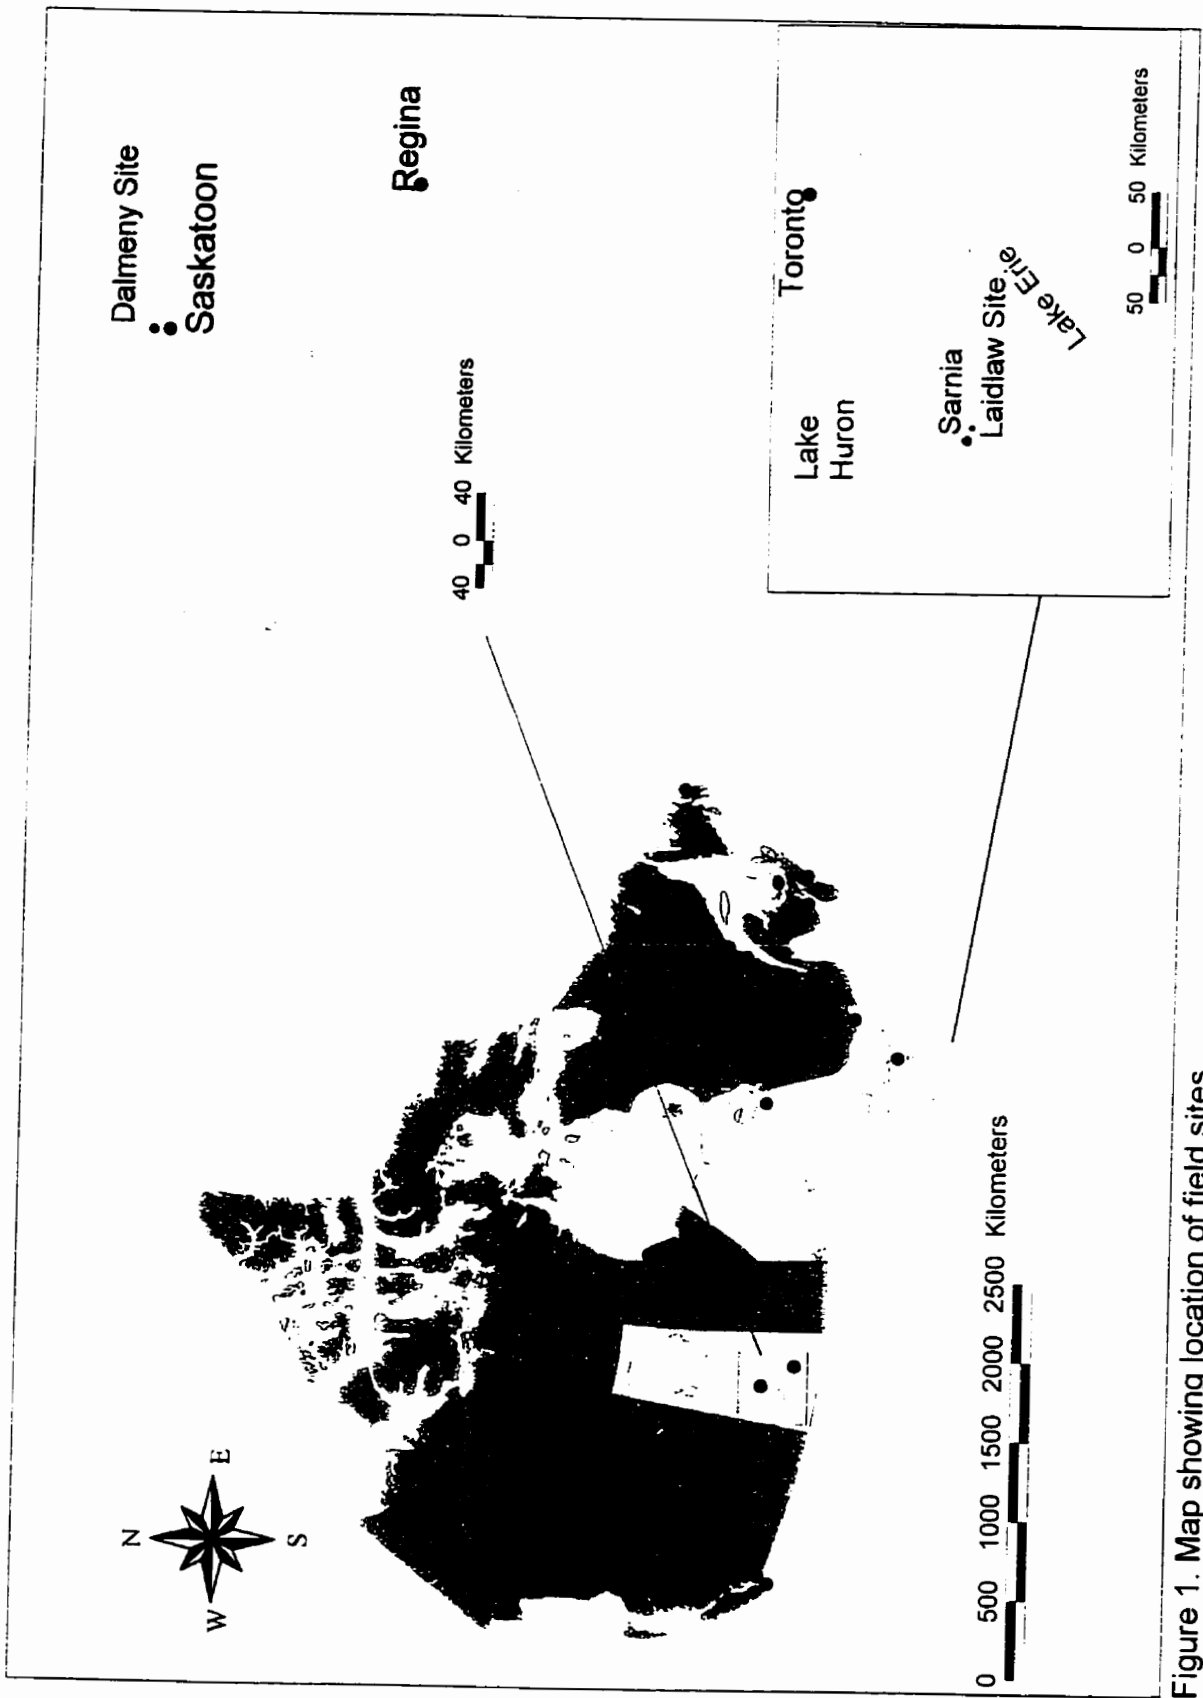 N
W
E
S
Dalmeny Site
Saskatoon
Regina
40 0 40 Kilometers
Toronto
Lake
Huron
Sarnia
Laidlaw Site
Lake Erie
50 0 50 Kilometers
0 500 1000 1500 2000 2500 Kilometers
Figure 1. Map showing location of field sites